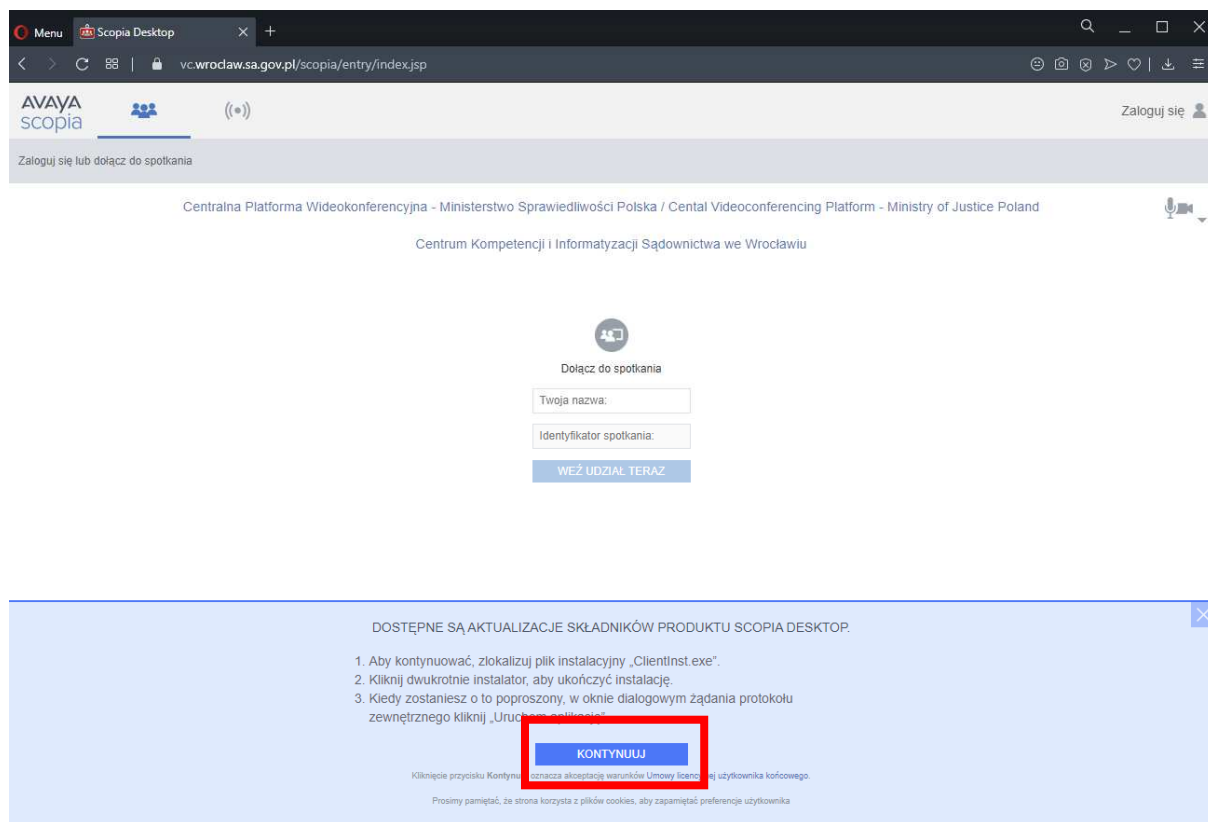 Menu Scopia Desktop
vc.wroclaw.sa.gov.pl/scopia/entry/index.jsp
AVAYA
scopia
Zaloguj się
Zaloguj się lub dołącz do spotkania
Centralna Platforma Wideokonferencyjna - Ministerstwo Sprawiedliwości Polska / Cental Videoconferencing Platform - Ministry of Justice Poland
Centrum Kompetencji i Informatyzacji Sądownictwa we Wrocławiu
Dołącz do spotkania
Twoja nazwa:
Identyfikator spotkania:
WEŹ UDZIAŁ TERAZ
DOSTĘPNE SĄ AKTUALIZACJE SKŁADNIKÓW PRODUKTU SCOPIA DESKTOP.
1. Aby kontynuować, zlokalizuj plik instalacyjny „ClientInst.exe”.
2. Kliknij dwukrotnie instalator, aby ukończyć instalację.
3. Kiedy zostaniesz o to poproszony, w oknie dialogowym żądania protokołu
zewnętrznego kliknij „Uruchom aplikację”
KONTYNUUJ
Kliknięcie przycisku Kontynuuj oznacza akceptację warunków Umowy licencyjnej użytkownika końcowego.
Prosimy pamiętać, że strona korzysta z plików cookies, aby zapamiętać preferencje użytkownika